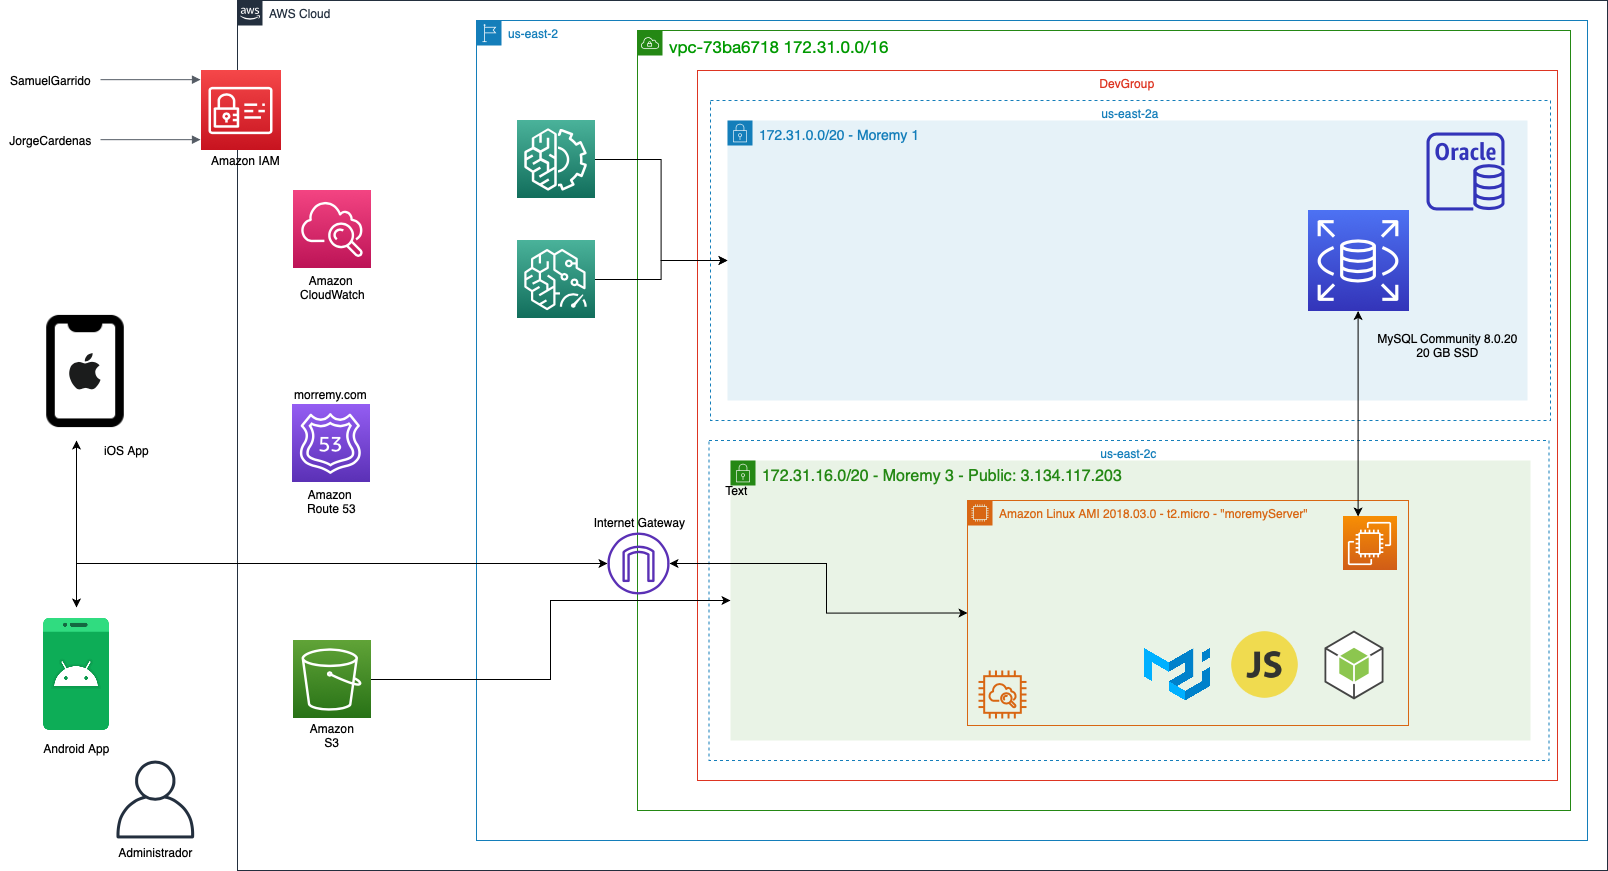 aws
AWS Cloud
us-east-2
vpc-73ba6718 172.31.0.0/16
SamuelGarrido
JorgeCardenas
Amazon IAM
DevGroup
us-east-2a
172.31.0.0/20 - Moremy 1
Oracle
Amazon
CloudWatch
MySQL Community 8.0.20
20 GB SSD
morremy.com
53
Amazon
Route 53
iOS App
us-east-2c
172.31.16.0/20 - Moremy 3 - Public: 3.134.117.203
Text
Amazon Linux AMI 2018.03.0 - t2.micro - "moremyServer"
Internet Gateway
JS
Amazon
S3
Android App
Administrador